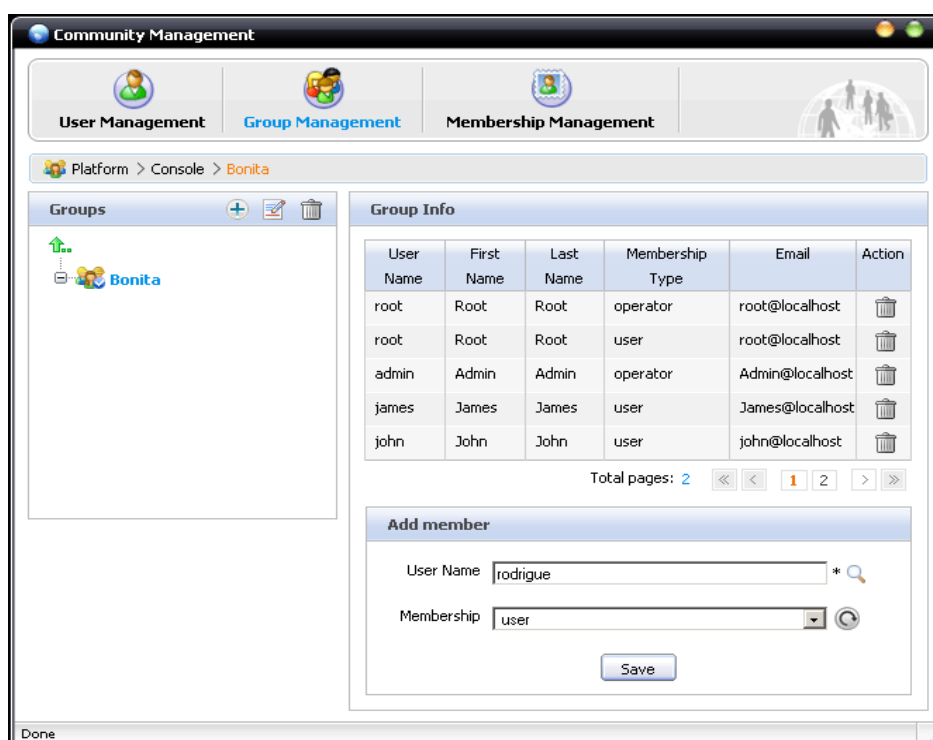 Community Management
User Management Group Management Membership Management
Platform > Console > Bonita
Groups
Bonita
Group Info
User Name First Name Last Name Membership Type Email Action
root Root Root operator root@localhost
root Root Root user root@localhost
admin Admin Admin operator Admin@localhost
james James James user James@localhost
john John John user john@localhost
Total pages: 2 « < 1 2 > »
Add member
User Name rodrigue *
Membership user
Save
Done